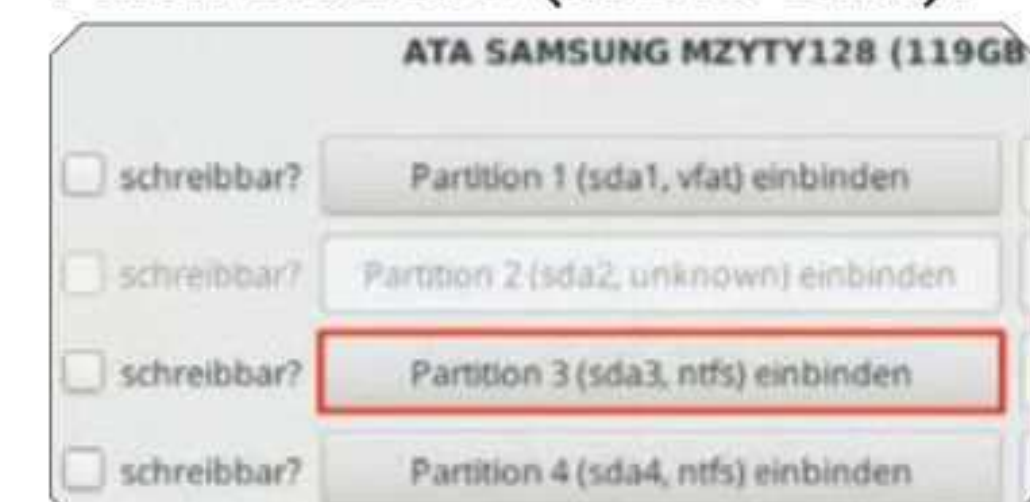 ATA SAMSUNG MZYTY128 (119GB
schreibbar? Partition 1 (sda1, vfat) einbinden
schreibbar? Partition 2 (sda2, unknown) einbinden
schreibbar? Partition 3 (sda3, ntfs) einbinden
schreibbar? Partition 4 (sda4, ntfs) einbinden